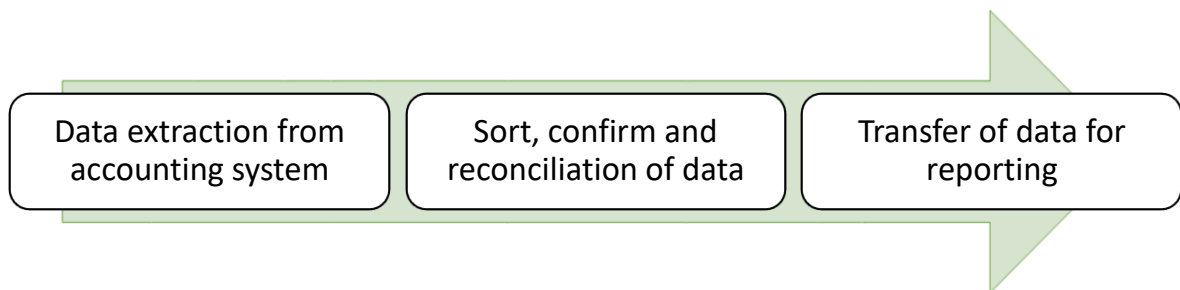 Data extraction from
accounting system
Sort, confirm and
reconciliation of data
Transfer of data for
reporting